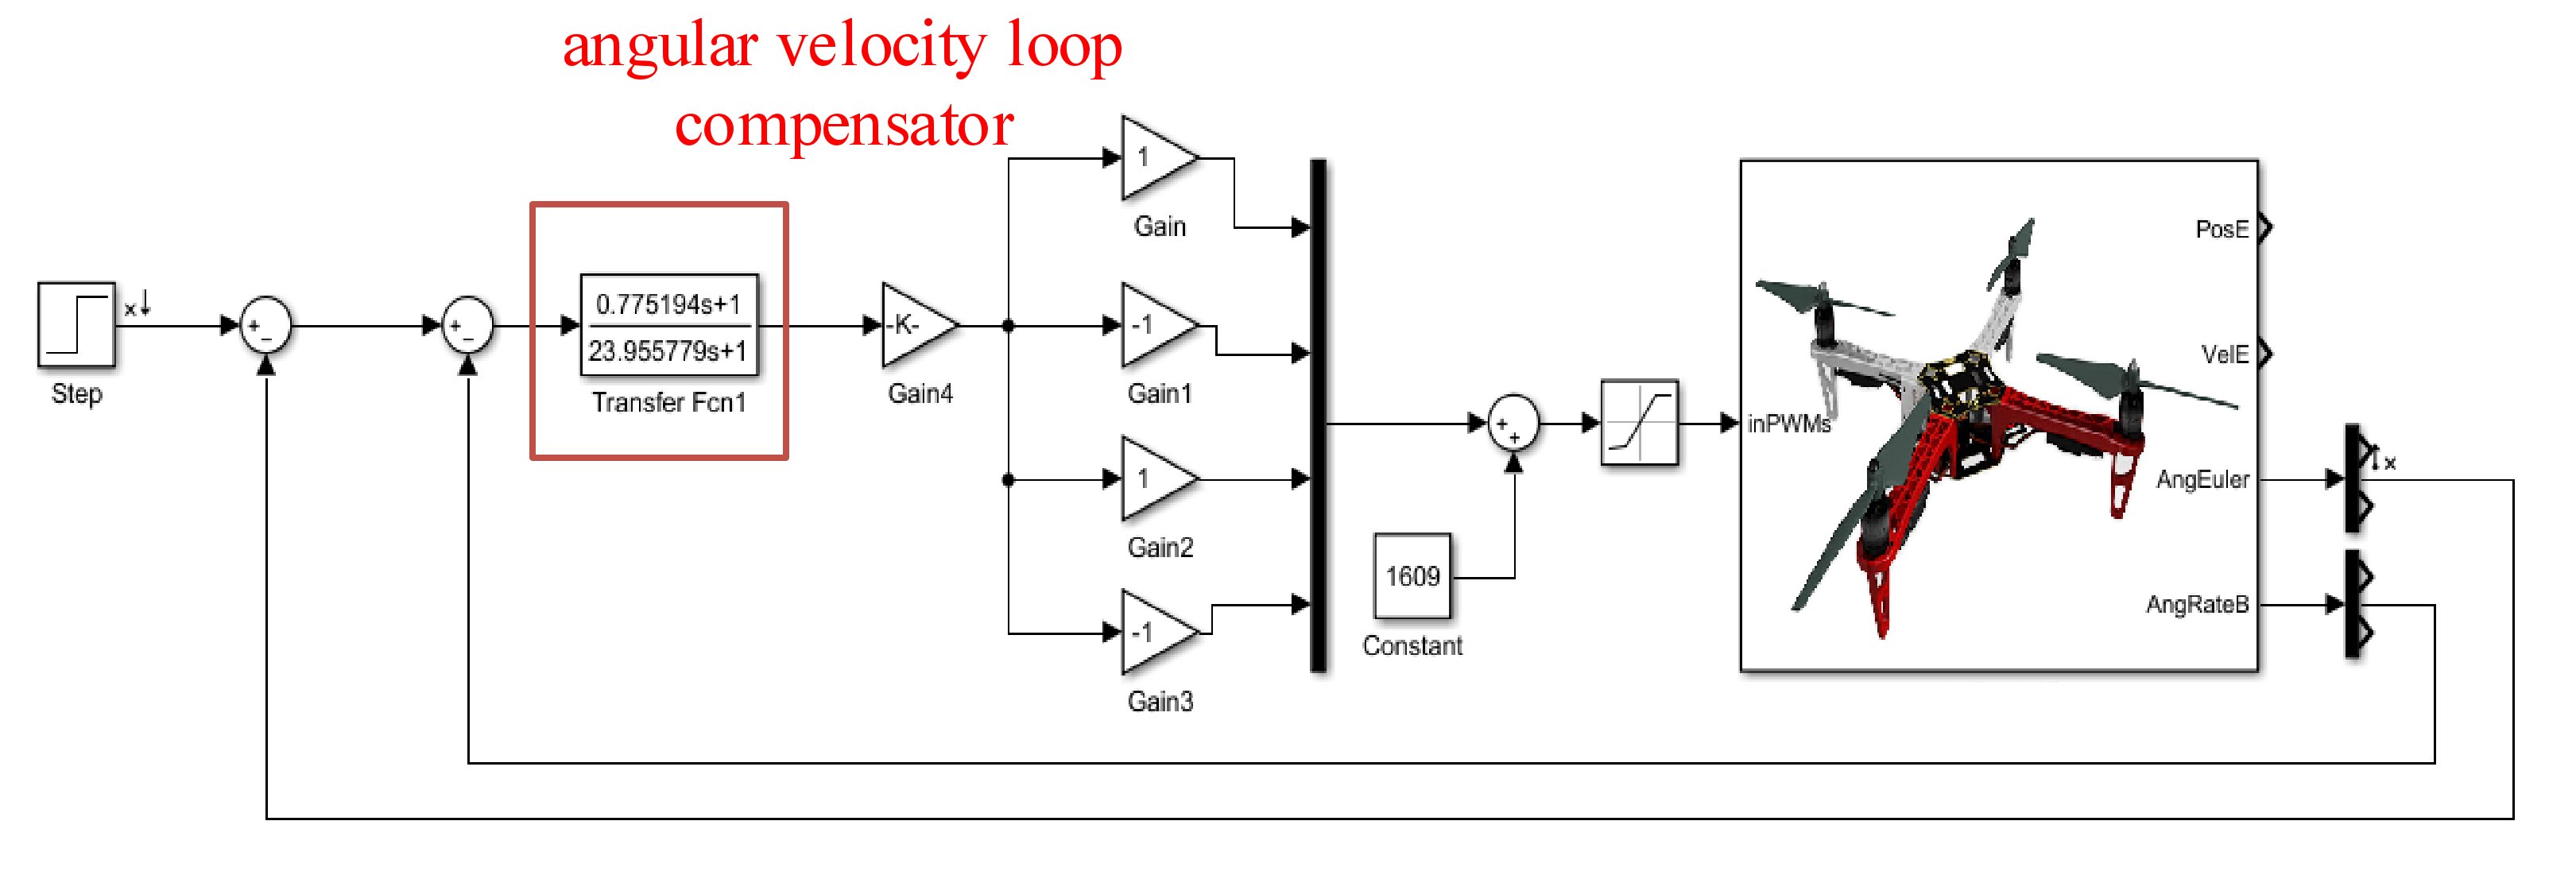 angular velocity loop
compensator
1
Gain
PosE
x
+
−
+
−
0.775194s+1
23.955779s+1
Transfer Fcn1
-K-
Gain4
-1
Gain1
VelE
Step
+
+
inPWMs
x
1
Gain2
AngEuler
1609
Constant
AngRateB
-1
Gain3